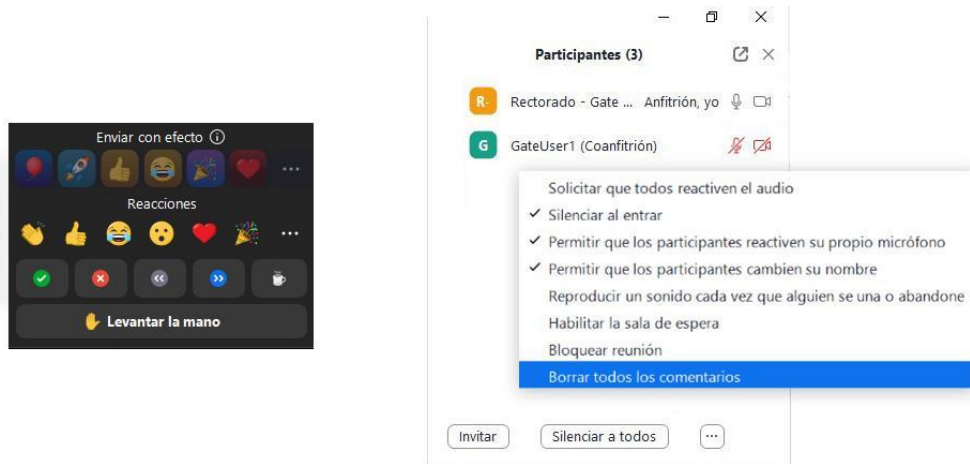 Enviar con efecto
Reacciones
Levantar la mano
Participantes (3)
R-
Rectorado - Gate ... Anfitrión, yo
G
GateUser1 (Coanfitrión)
Solicitar que todos reactiven el audio
Silenciar al entrar
Permitir que los participantes reactiven su propio micrófono
Permitir que los participantes cambien su nombre
Reproducir un sonido cada vez que alguien se una o abandone
Habilitar la sala de espera
Bloquear reunión
Borrar todos los comentarios
Invitar
Silenciar a todos
...